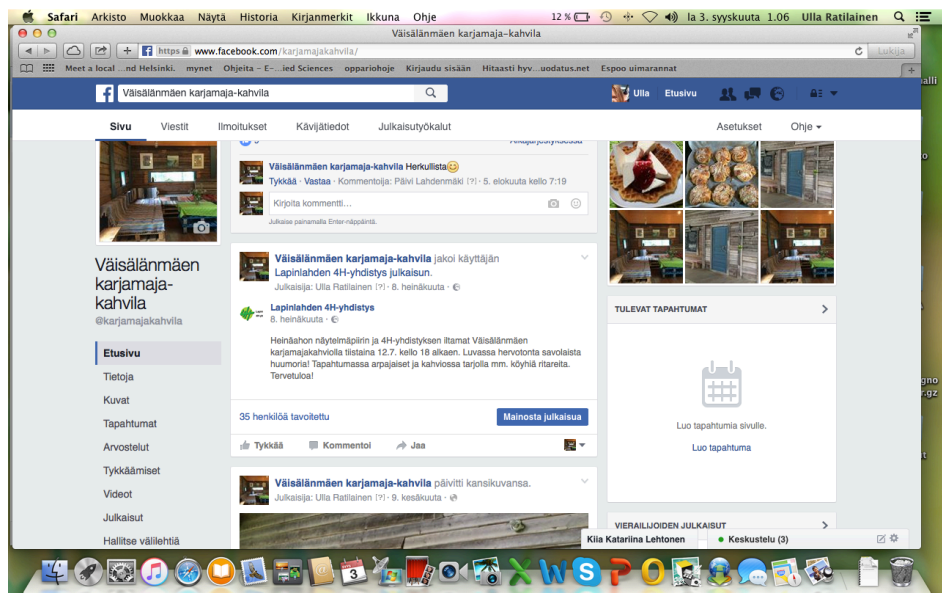 Safari Arkisto Muokkaa Näytä Historia Kirjanmerkit Ikkuna Ohje 12 % la 3. syyskuuta 1.06 Ulla Ratilainen
Väisälänmäen karjamaja-kahvila
https www.facebook.com/karjamajakahvila/ Lukija
Meet a local ...nd Helsinki. mynet Ohjeita – E-...ied Sciences oppariohoje Kirjaudu sisään Hitaasti hyv...uodatus.net Espoo uimarannat
Väisälänmäen karjamaja-kahvila Ulla Etusivu
Sivu Viestit Ilmoitukset Kävijätiedot Julkaisutyökalut Asetukset Ohje
Aikajärjestyksessä
Väisälänmäen karjamaja-kahvila Herkullista
Tykkää · Vastaa · Kommentoija: Päivi Lahdenmäki [?] · 5. elokuuta kello 7:19
Kirjoita kommentti...
Julkaise painamalla Enter-näppäintä.
Väisälänmäen
karjamaja-
kahvila
@karjamajakahvila
Etusivu
Tietoja
Kuvat
Tapahtumat
Arvostelut
Tykkäämiset
Videot
Julkaisut
Hallitse välilehtiä
Väisälänmäen karjamaja-kahvila jakoi käyttäjän
Lapinlahden 4H-yhdistys julkaisun.
Julkaisija: Ulla Ratilainen [?] · 8. heinäkuuta ·
Lapinlahden 4H-yhdistys
8. heinäkuuta ·
Heinäahon näytelmäpiirin ja 4H-yhdistyksen iltamat Väisälänmäen
karjamajakahviolla tiistaina 12.7. kello 18 alkaen. Luvassa hervotonta savolaista
huumoria! Tapahtumassa arpajaiset ja kahviossa tarjolla mm. köyhiä ritareita.
Tervetuloa!
35 henkilöä tavoitettu Mainosta julkaisua
Tykkää Kommentoi Jaa
Väisälänmäen karjamaja-kahvila päivitti kansikuvansa.
Julkaisija: Ulla Ratilainen [?] · 9. kesäkuuta ·
TULEVAT TAPAHTUMAT
Luo tapahtumia sivulle.
Luo tapahtuma
VIERAILIJOIDEN JULKAISUT
Kiia Katariina Lehtonen Keskustelu (3)